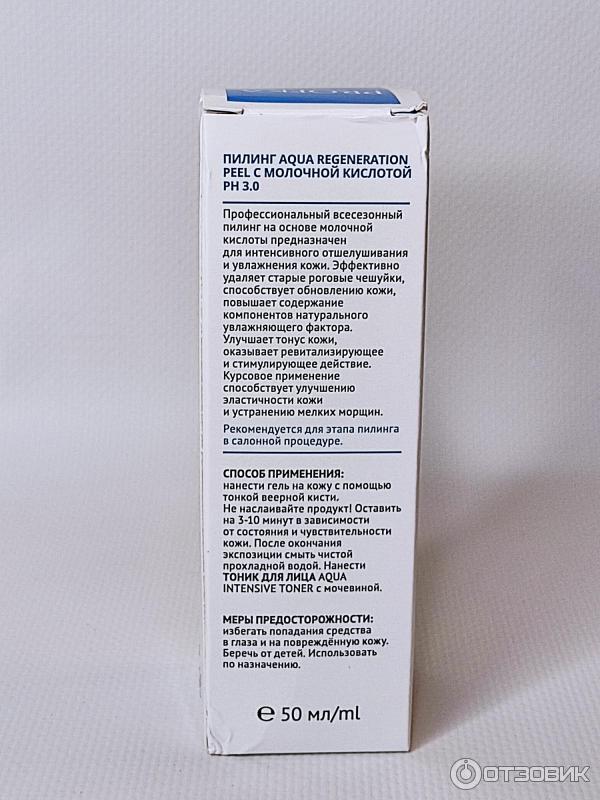 ПИЛИНГ AQUA REGENERATION
PEEL С МОЛОЧНОЙ КИСЛОТОЙ
PH 3.0
Профессиональный всесезонный
пилинг на основе молочной
кислоты предназначен
для интенсивного отшелушивания
и увлажнения кожи. Эффективно
удаляет старые роговые чешуйки,
способствует обновлению кожи,
повышает содержание
компонентов натурального
увлажняющего фактора.
Улучшает тонус кожи,
оказывает ревитализирующее
и стимулирующее действие.
Курсовое применение
способствует улучшению
эластичности кожи
и устранению мелких морщин.
Рекомендуется для этапа пилинга
в салонной процедуре.
СПОСОБ ПРИМЕНЕНИЯ:
нанести гель на кожу с помощью
тонкой веерной кисти.
Не наслаивайте продукт! Оставить
на 3-10 минут в зависимости
от состояния и чувствительности
кожи. После окончания
экспозиции смыть чистой
прохладной водой. Нанести
ТОНИК ДЛЯ ЛИЦА AQUA
INTENSIVE TONER с мочевиной.
МЕРЫ ПРЕДОСТОРОЖНОСТИ:
избегать попадания средства
в глаза и на повреждённую кожу.
Беречь от детей. Использовать
по назначению.
℮ 50 мл/ml
ОТЗОВИК